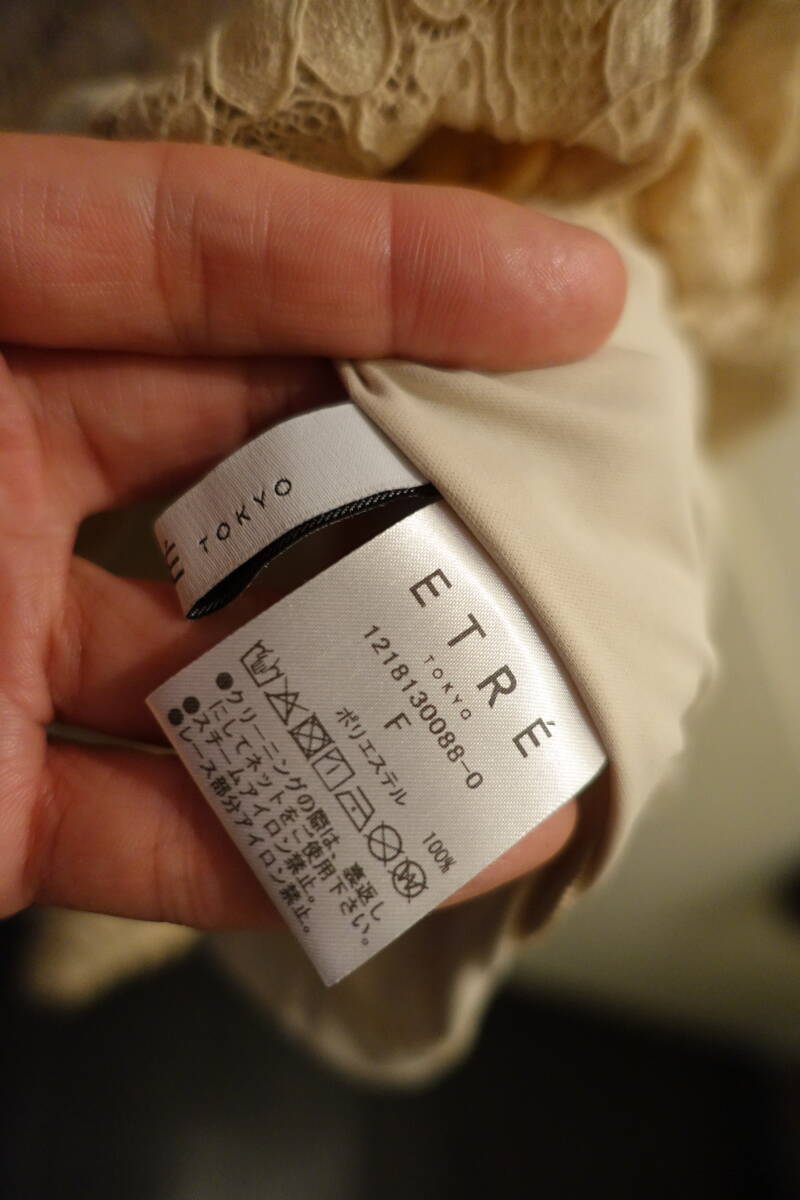 TOKYO
ETRÉ
TOKYO
1218130088-0
F
ポリエステル 100%
●クリーニングの際は、裏返し
にしてネットをご使用下さい。
●スチームアイロン禁止。
●レース部分アイロン禁止。